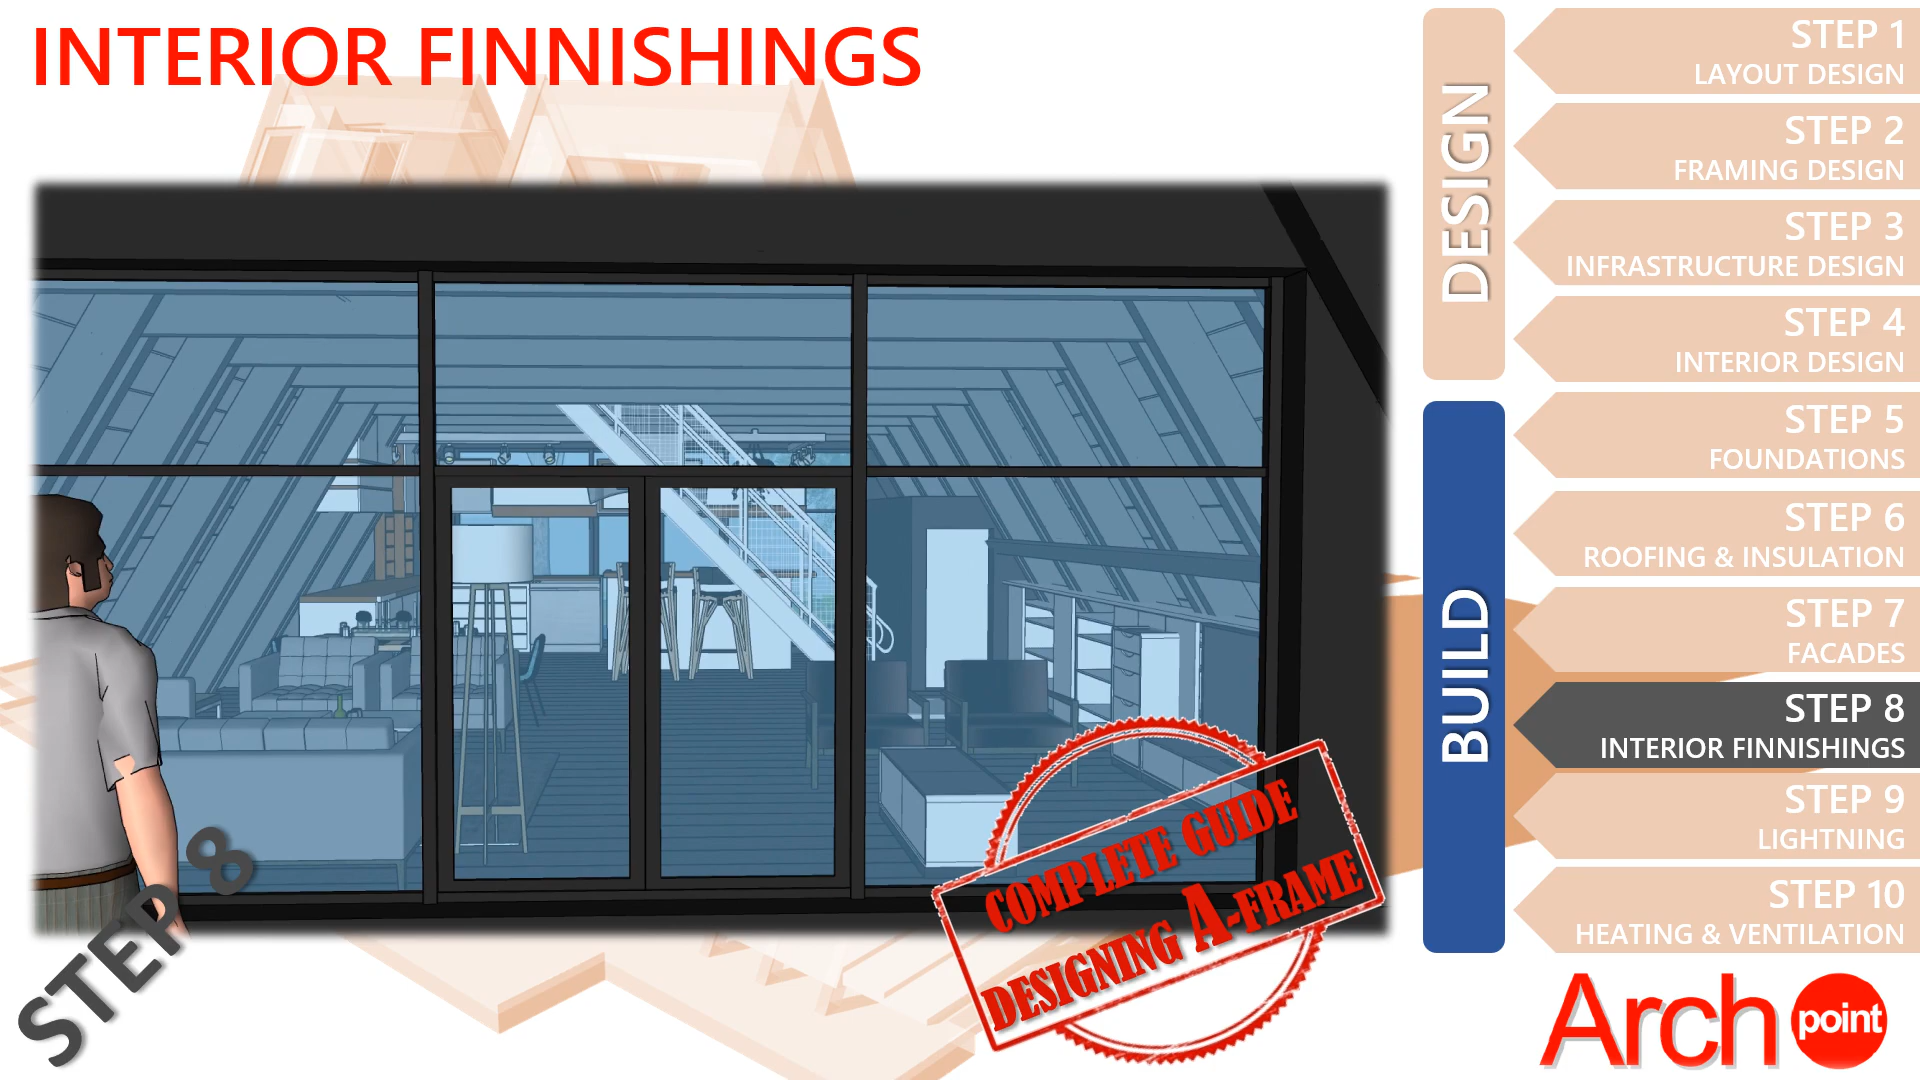 INTERIOR FINNISHINGS
STEP 8
COMPLETE GUIDE
DESIGNING A-FRAME
DESIGN
STEP 1
LAYOUT DESIGN
STEP 2
FRAMING DESIGN
STEP 3
INFRASTRUCTURE DESIGN
STEP 4
INTERIOR DESIGN
BUILD
STEP 5
FOUNDATIONS
STEP 6
ROOFING & INSULATION
STEP 7
FACADES
STEP 8
INTERIOR FINNISHINGS
STEP 9
LIGHTNING
STEP 10
HEATING & VENTILATION
Arch point